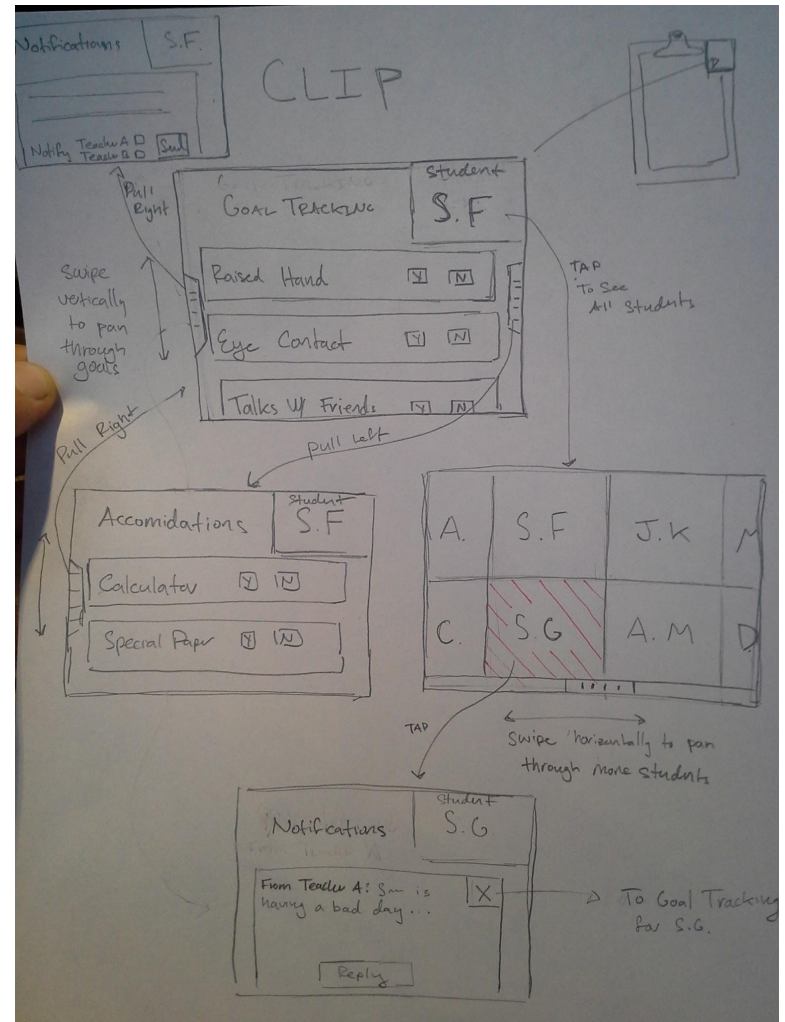 Notifications
S.F.
Notify Teacher A
Teacher B
Send
CLIP
Pull
Right
Student
GOAL TRACKING
S.F
Raised Hand Y N
Eye Contact Y N
Talks W/ Friends Y N
Swipe
vertically
to pan
through
goals
TAP
To See
All Students
Pull Right
Pull Left
Student
Accomidations
S.F
Calculator Y N
Special Paper Y N
A. S.F J.K M
C. S.G A.M D
Swipe horizontally to pan
through more students
TAP
Student
Notifications
S.G
From Teacher A: is
having a bad day...
X
Reply
To Goal Tracking
for S.G.